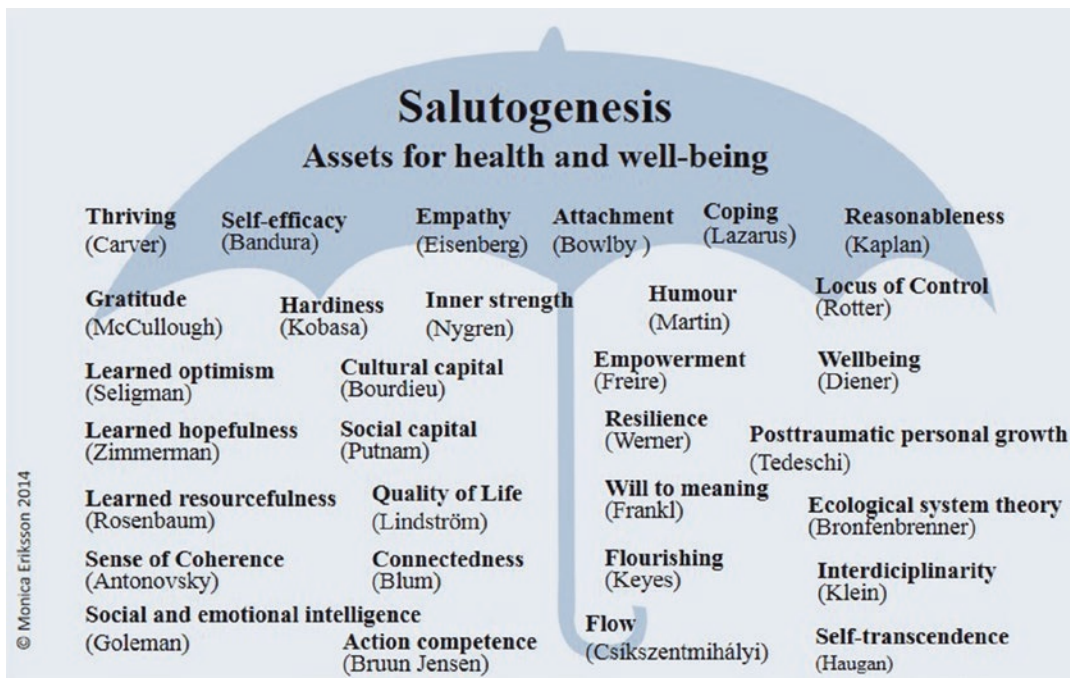 Salutogenesis
Assets for health and well-being
Thriving
(Carver)
Self-efficacy
(Bandura)
Empathy
(Eisenberg)
Attachment
(Bowlby )
Coping
(Lazarus)
Reasonableness
(Kaplan)
Gratitude
(McCullough)
Hardiness
(Kobasa)
Inner strength
(Nygren)
Humour
(Martin)
Locus of Control
(Rotter)
Learned optimism
(Seligman)
Cultural capital
(Bourdieu)
Empowerment
(Freire)
Wellbeing
(Diener)
Learned hopefulness
(Zimmerman)
Social capital
(Putnam)
Resilience
(Werner)
Posttraumatic personal growth
(Tedeschi)
Learned resourcefulness
(Rosenbaum)
Quality of Life
(Lindström)
Will to meaning
(Frankl)
Ecological system theory
(Bronfenbrenner)
Sense of Coherence
(Antonovsky)
Connectedness
(Blum)
Flourishing
(Keyes)
Interdiciplinarity
(Klein)
Social and emotional intelligence
(Goleman)
Action competence
(Bruun Jensen)
Flow
(Csíkszentmihályi)
Self-transcendence
(Haugan)
© Monica Eriksson 2014